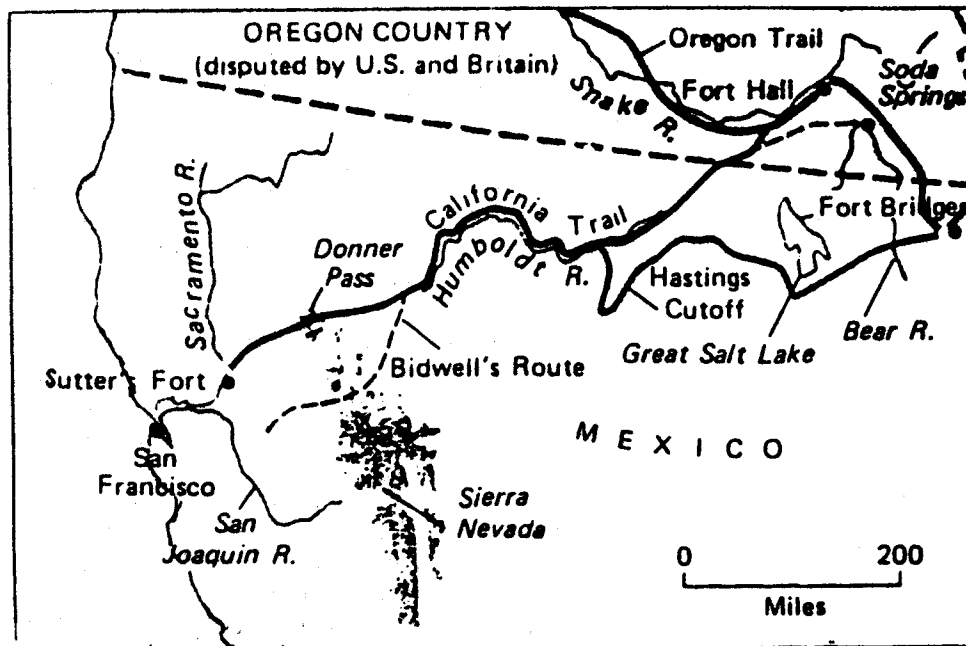 OREGON COUNTRY
(disputed by U.S. and Britain)
Oregon Trail
Fort Hall
Soda
Springs
Snake R.
Sacramento R.
California Trail
Humboldt R.
Fort Bridger
Donner
Pass
Hastings
Cutoff
Bear R.
Great Salt Lake
Bidwell's Route
Sutter's Fort
San
Francisco
MEXICO
San
Joaquin R.
Sierra
Nevada
0 200
Miles